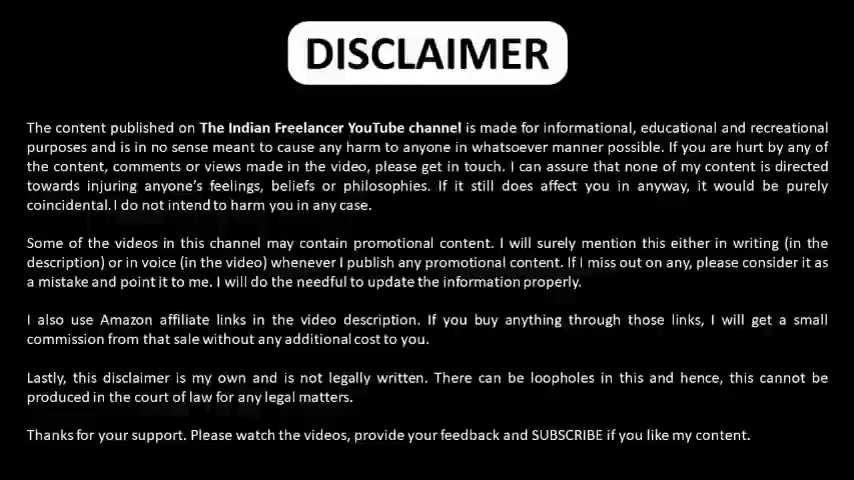 DISCLAIMER
The content published on The Indian Freelancer YouTube channel is made for informational, educational and recreational
purposes and is in no sense meant to cause any harm to anyone in whatsoever manner possible. If you are hurt by any of
the content, comments or views made in the video, please get in touch. I can assure that none of my content is directed
towards injuring anyone's feelings, beliefs or philosophies. If it still does affect you in anyway, it would be purely
coincidental. I do not intend to harm you in any case.
Some of the videos in this channel may contain promotional content. I will surely mention this either in writing (in the
description) or in voice (in the video) whenever I publish any promotional content. If I miss out on any, please consider it as
a mistake and point it to me. I will do the needful to update the information properly.
I also use Amazon affiliate links in the video description. If you buy anything through those links, I will get a small
commission from that sale without any additional cost to you.
Lastly, this disclaimer is my own and is not legally written. There can be loopholes in this and hence, this cannot be
produced in the court of law for any legal matters.
Thanks for your support. Please watch the videos, provide your feedback and SUBSCRIBE if you like my content.